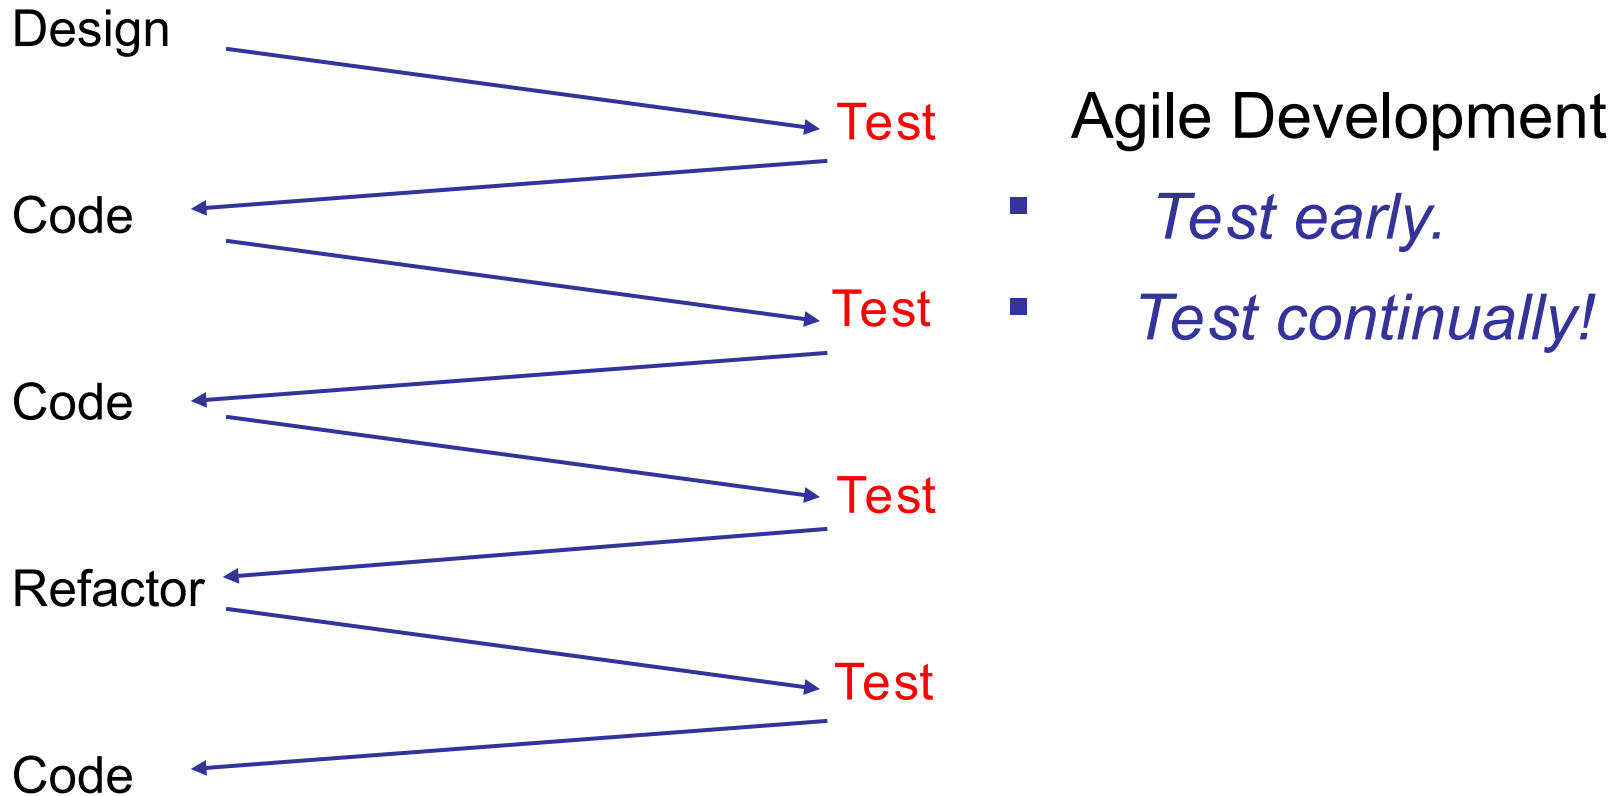 Design
Test
Code
Test
Code
Test
Refactor
Test
Code
Agile Development
Test early.
Test continually!